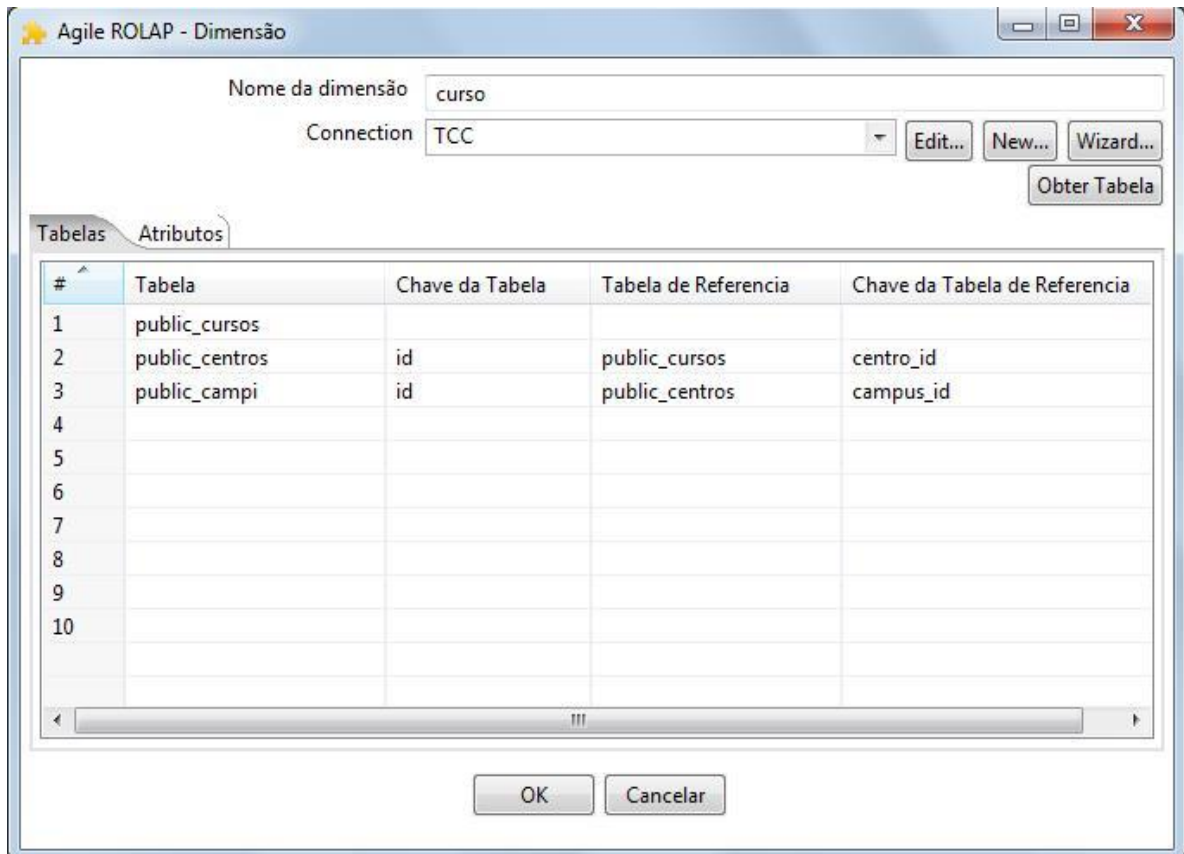 Agile ROLAP - Dimensão
Nome da dimensão curso
Connection TCC Edit... New... Wizard...
Obter Tabela
Tabelas Atributos
# Tabela Chave da Tabela Tabela de Referencia Chave da Tabela de Referencia
1 public_cursos
2 public_centros id public_cursos centro_id
3 public_campi id public_centros campus_id
4
5
6
7
8
9
10
OK Cancelar